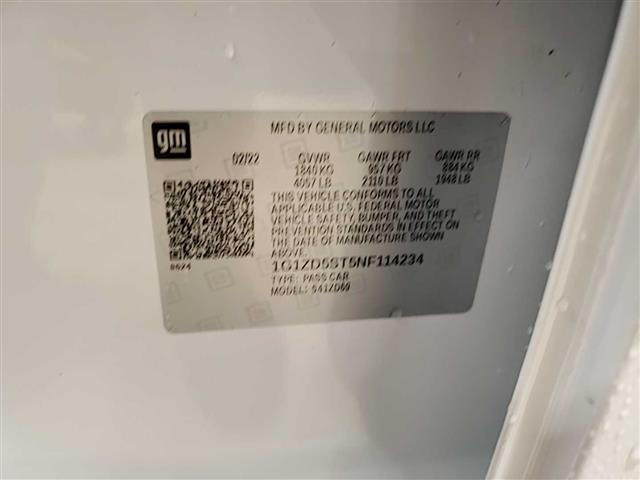 gm
MFD BY GENERAL MOTORS LLC
02/22 GVWR GAWR FRT GAWR RR
1840 KG 957 KG 884 KG
4057 LB 2110 LB 1948 LB
THIS VEHICLE CONFORMS TO ALL
APPLICABLE U.S. FEDERAL MOTOR
VEHICLE SAFETY, BUMPER, AND THEFT
PREVENTION STANDARDS IN EFFECT ON
THE DATE OF MANUFACTURE SHOWN
ABOVE.
8624
1G1ZD5ST5NF114234
TYPE: PASS CAR
MODEL: S41ZD69